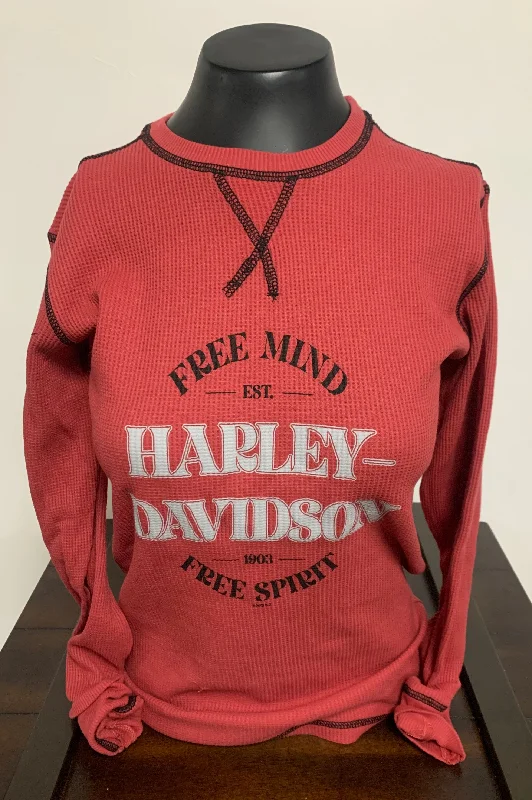 FREE MIND
EST.
HARLEY-
DAVIDSON
1903
FREE SPIRIT